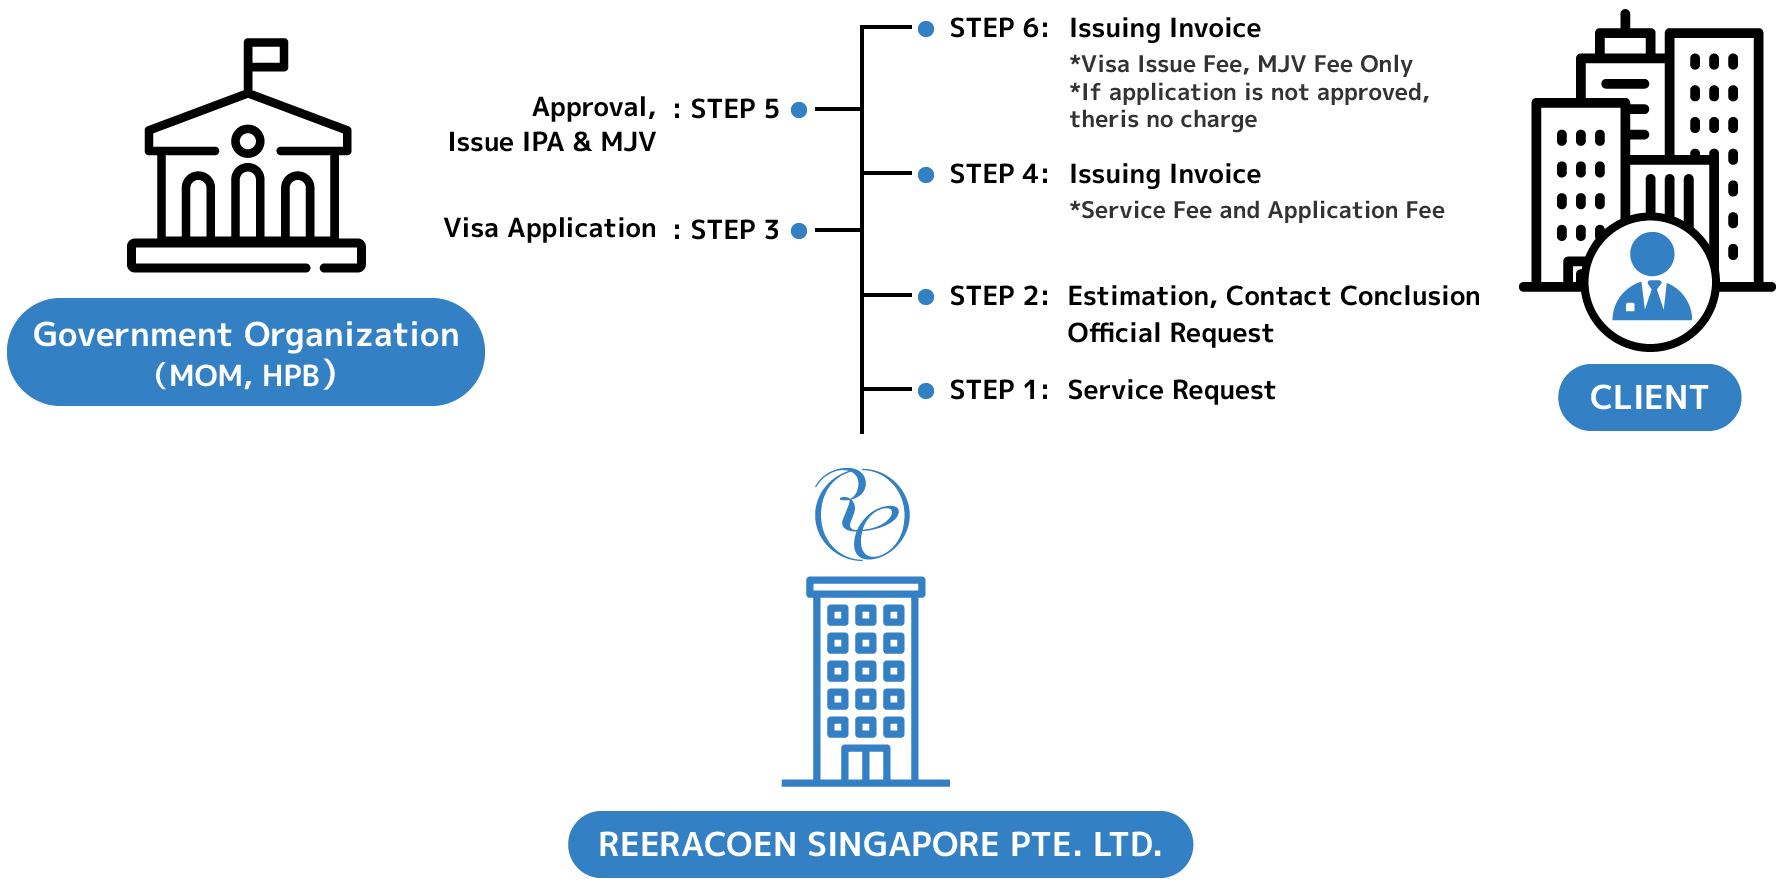 STEP 6: Issuing Invoice
*Visa Issue Fee, MJV Fee Only
*If application is not approved,
theris no charge
Approval, : STEP 5
Issue IPA & MJV
STEP 4: Issuing Invoice
*Service Fee and Application Fee
Visa Application : STEP 3
STEP 2: Estimation, Contact Conclusion
Official Request
STEP 1: Service Request
Government Organization
(MOM, HPB)
CLIENT
RE
REERACOEN SINGAPORE PTE. LTD.